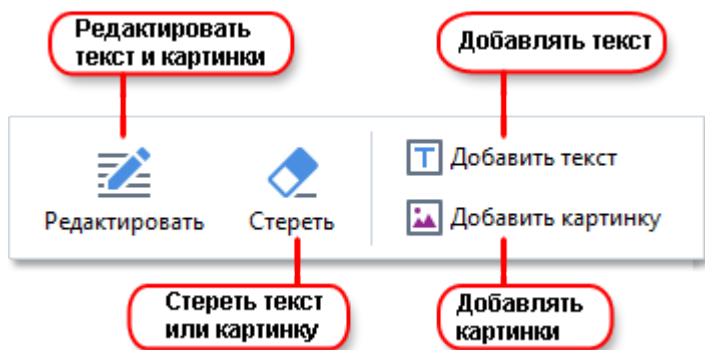 Редактировать
текст и картинки
Добавлять текст
Добавить текст
Редактировать
Стереть
Добавить картинку
Стереть текст
или картинку
Добавлять
картинки